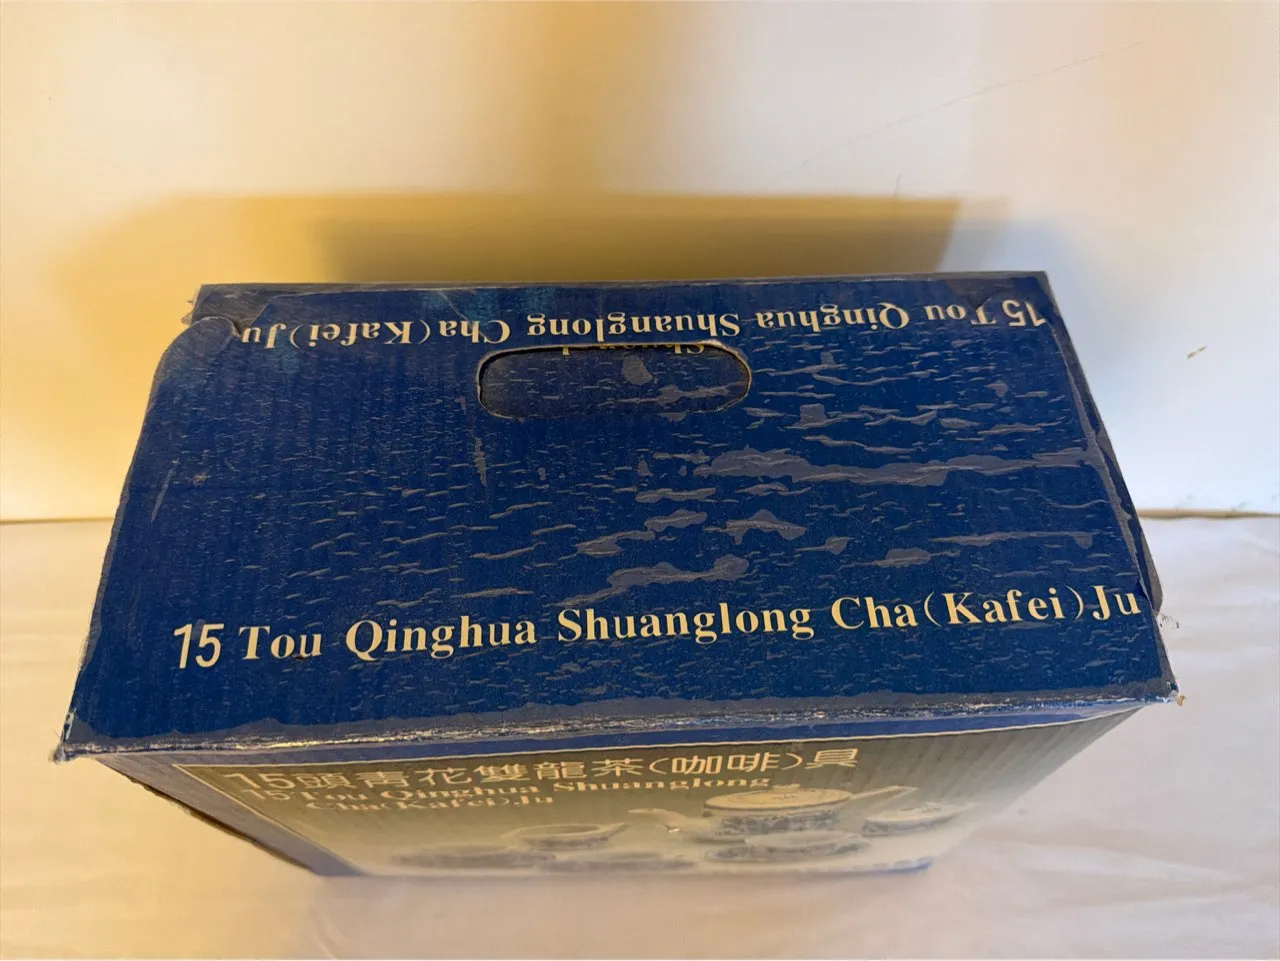 15 Tou Qinghua Shuanglong Cha(Kafei)Ju
Shuanglong
15 Tou Qinghua Shuanglong Cha(Kafei)Ju
15頭青花雙龍茶(咖啡)具
15 Tou Qinghua Shuanglong
Cha(Kafei)Ju